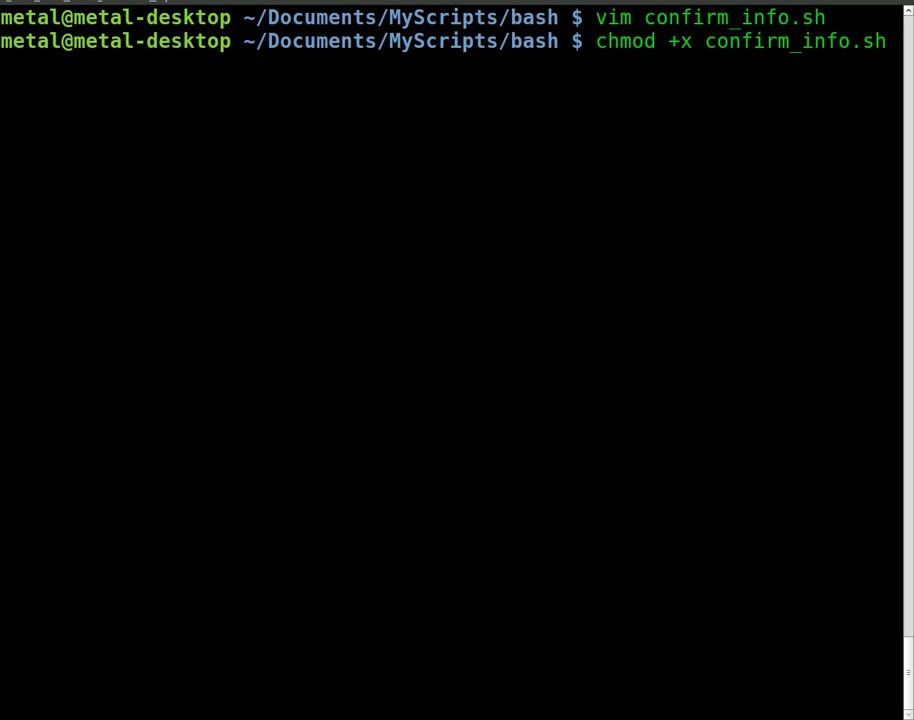 metal@metal-desktop ~/Documents/MyScripts/bash $ vim confirm_info.sh
metal@metal-desktop ~/Documents/MyScripts/bash $ chmod +x confirm_info.sh